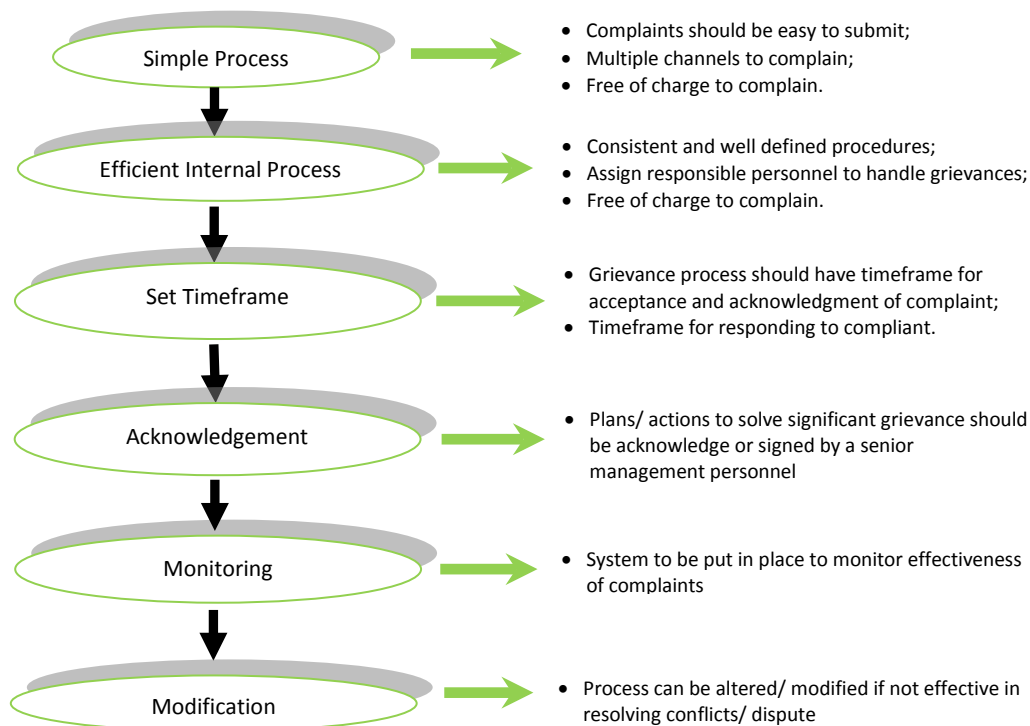 Simple Process
• Complaints should be easy to submit;
• Multiple channels to complain;
• Free of charge to complain.
Efficient Internal Process
• Consistent and well defined procedures;
• Assign responsible personnel to handle grievances;
• Free of charge to complain.
Set Timeframe
• Grievance process should have timeframe for
acceptance and acknowledgment of complaint;
• Timeframe for responding to compliant.
Acknowledgement
• Plans/ actions to solve significant grievance should
be acknowledge or signed by a senior
management personnel
Monitoring
• System to be put in place to monitor effectiveness
of complaints
Modification
• Process can be altered/ modified if not effective in
resolving conflicts/ dispute